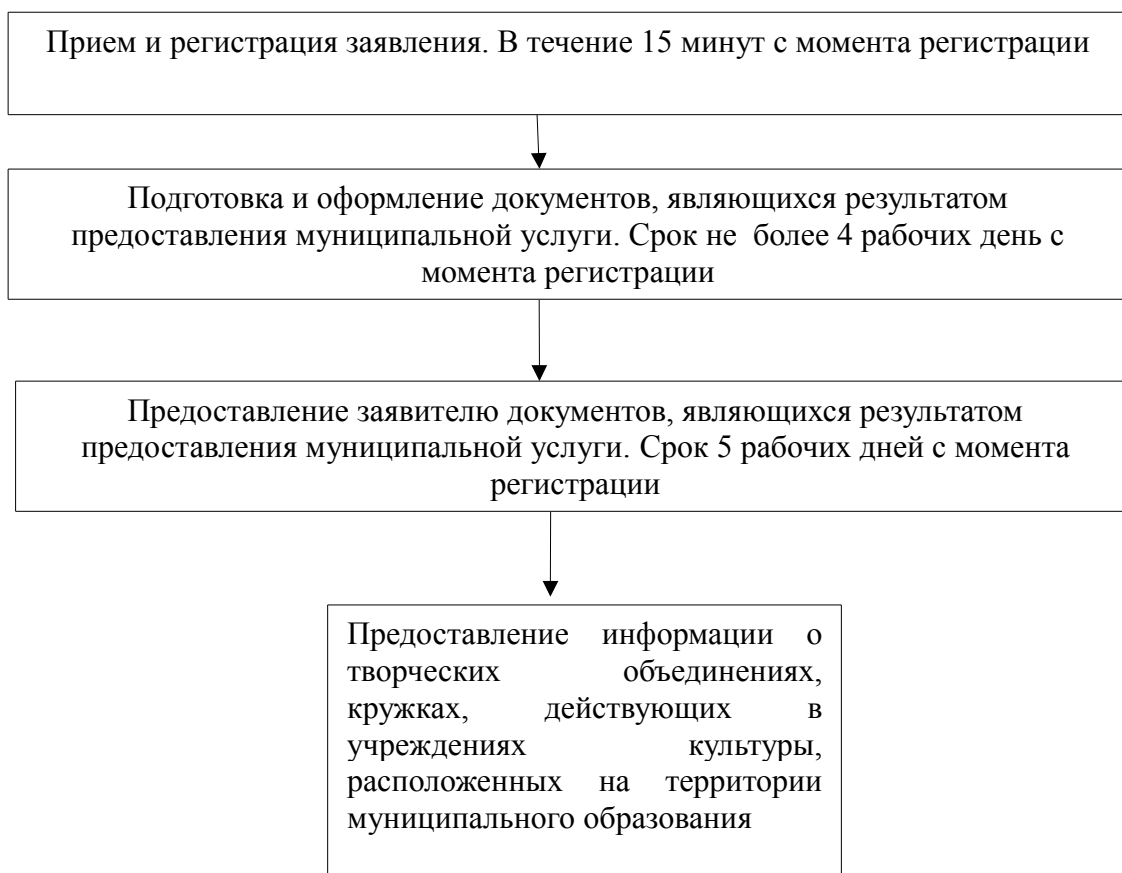 Прием и регистрация заявления. В течение 15 минут с момента регистрации
Подготовка и оформление документов, являющихся результатом
предоставления муниципальной услуги. Срок не  более 4 рабочих день с
момента регистрации
Предоставление заявителю документов, являющихся результатом
предоставления муниципальной услуги. Срок 5 рабочих дней с момента
регистрации
Предоставление информации о
творческих объединениях,
кружках, действующих в
учреждениях культуры,
расположенных на территории
муниципального образования